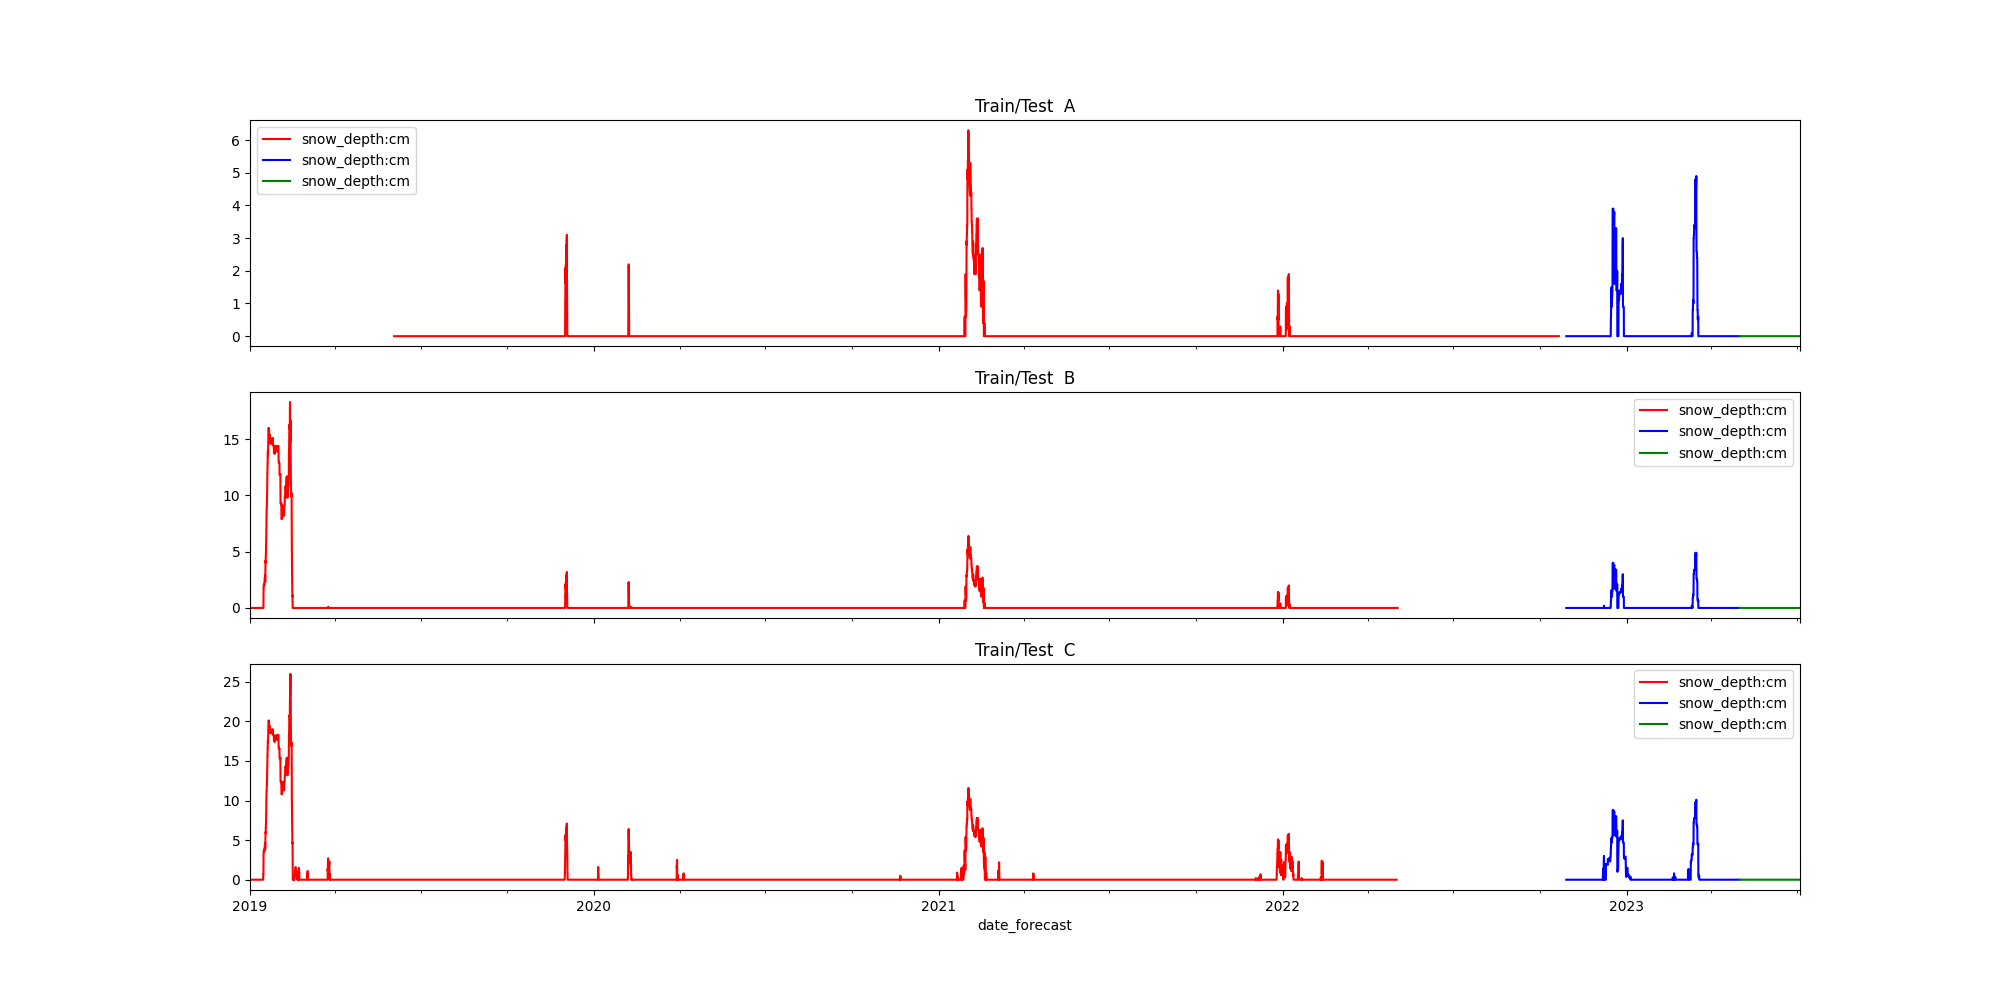 Train/Test A
6
5
4
3
2
1
0
snow_depth:cm
snow_depth:cm
snow_depth:cm
Train/Test B
15
10
5
0
snow_depth:cm
snow_depth:cm
snow_depth:cm
Train/Test C
25
20
15
10
5
0
snow_depth:cm
snow_depth:cm
snow_depth:cm
2019 2020 2021 2022 2023
date_forecast